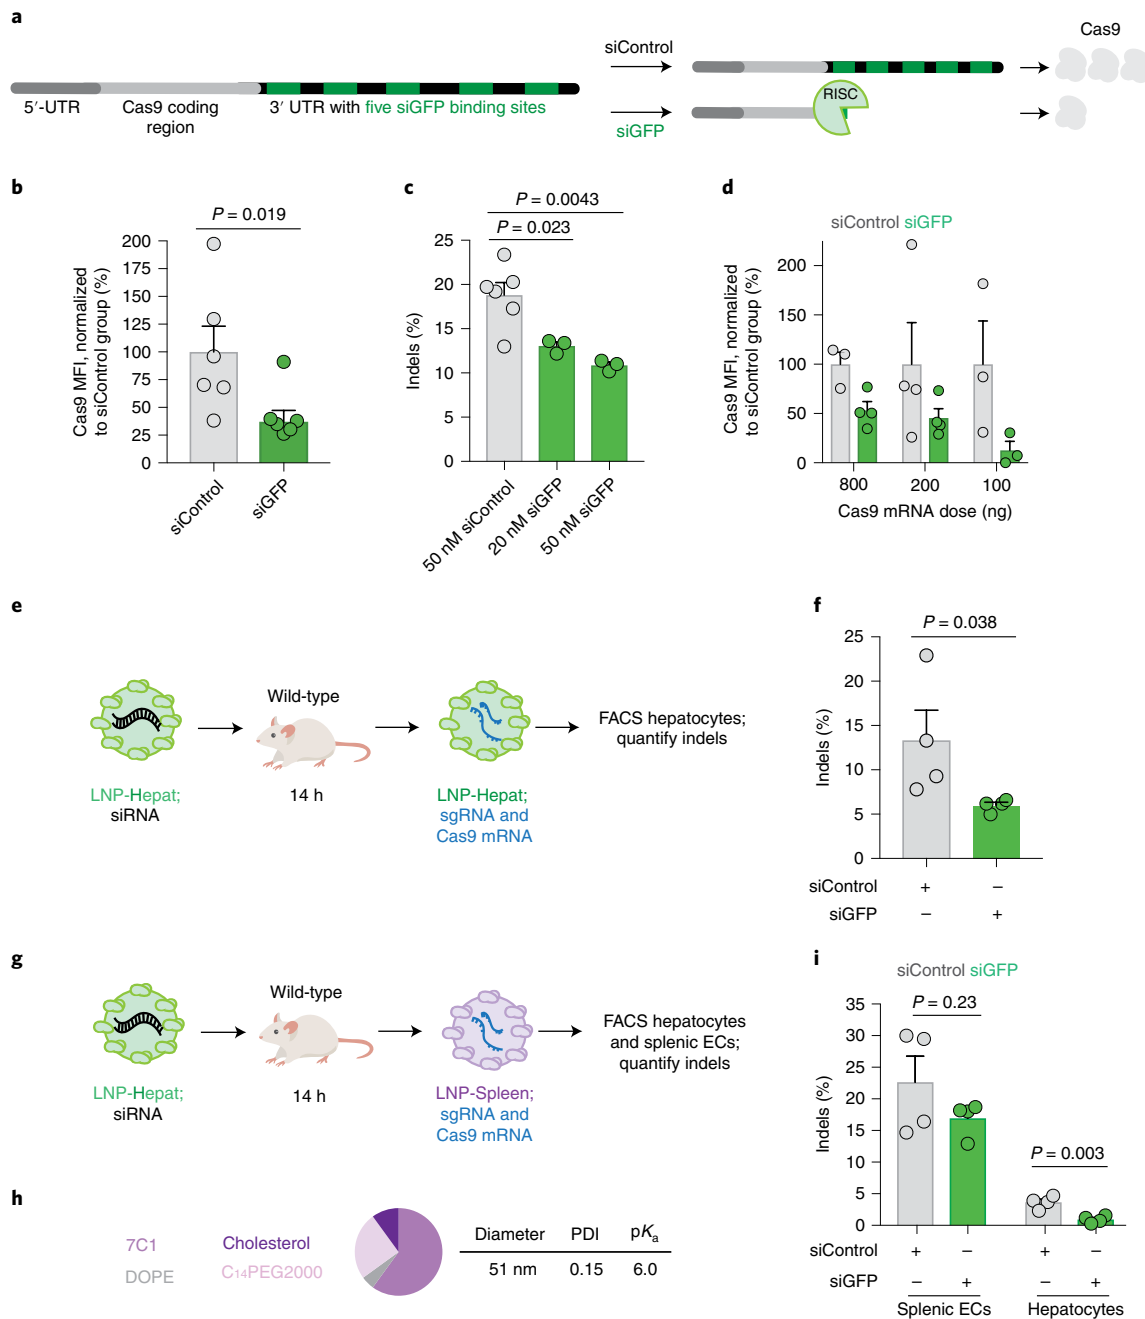 a
5′-UTR
Cas9 coding
region
3′ UTR with five siGFP binding sites
siControl
siGFP
RISC
Cas9
b
P = 0.019
Cas9 MFI, normalized
to siControl group (%)
200
175
150
125
100
75
50
25
0
siControl
siGFP
c
P = 0.0043
P = 0.023
Indels (%)
25
20
15
10
5
0
50 nM siControl
20 nM siGFP
50 nM siGFP
d
siControl siGFP
Cas9 MFI, normalized
to siControl group (%)
200
150
100
50
0
800 200 100
Cas9 mRNA dose (ng)
e
LNP-Hepat;
siRNA
Wild-type
14 h
LNP-Hepat;
sgRNA and
Cas9 mRNA
FACS hepatocytes;
quantify indels
f
P = 0.038
Indels (%)
25
20
15
10
5
0
siControl + –
siGFP – +
g
LNP-Hepat;
siRNA
Wild-type
14 h
LNP-Spleen;
sgRNA and
Cas9 mRNA
FACS hepatocytes
and splenic ECs;
quantify indels
h
7C1
Cholesterol
DOPE
C14PEG2000
Diameter PDI pKa
51 nm 0.15 6.0
i
siControl siGFP
P = 0.23
P = 0.003
Indels (%)
35
30
25
20
15
10
5
0
siControl + – + –
siGFP – + – +
Splenic ECs Hepatocytes